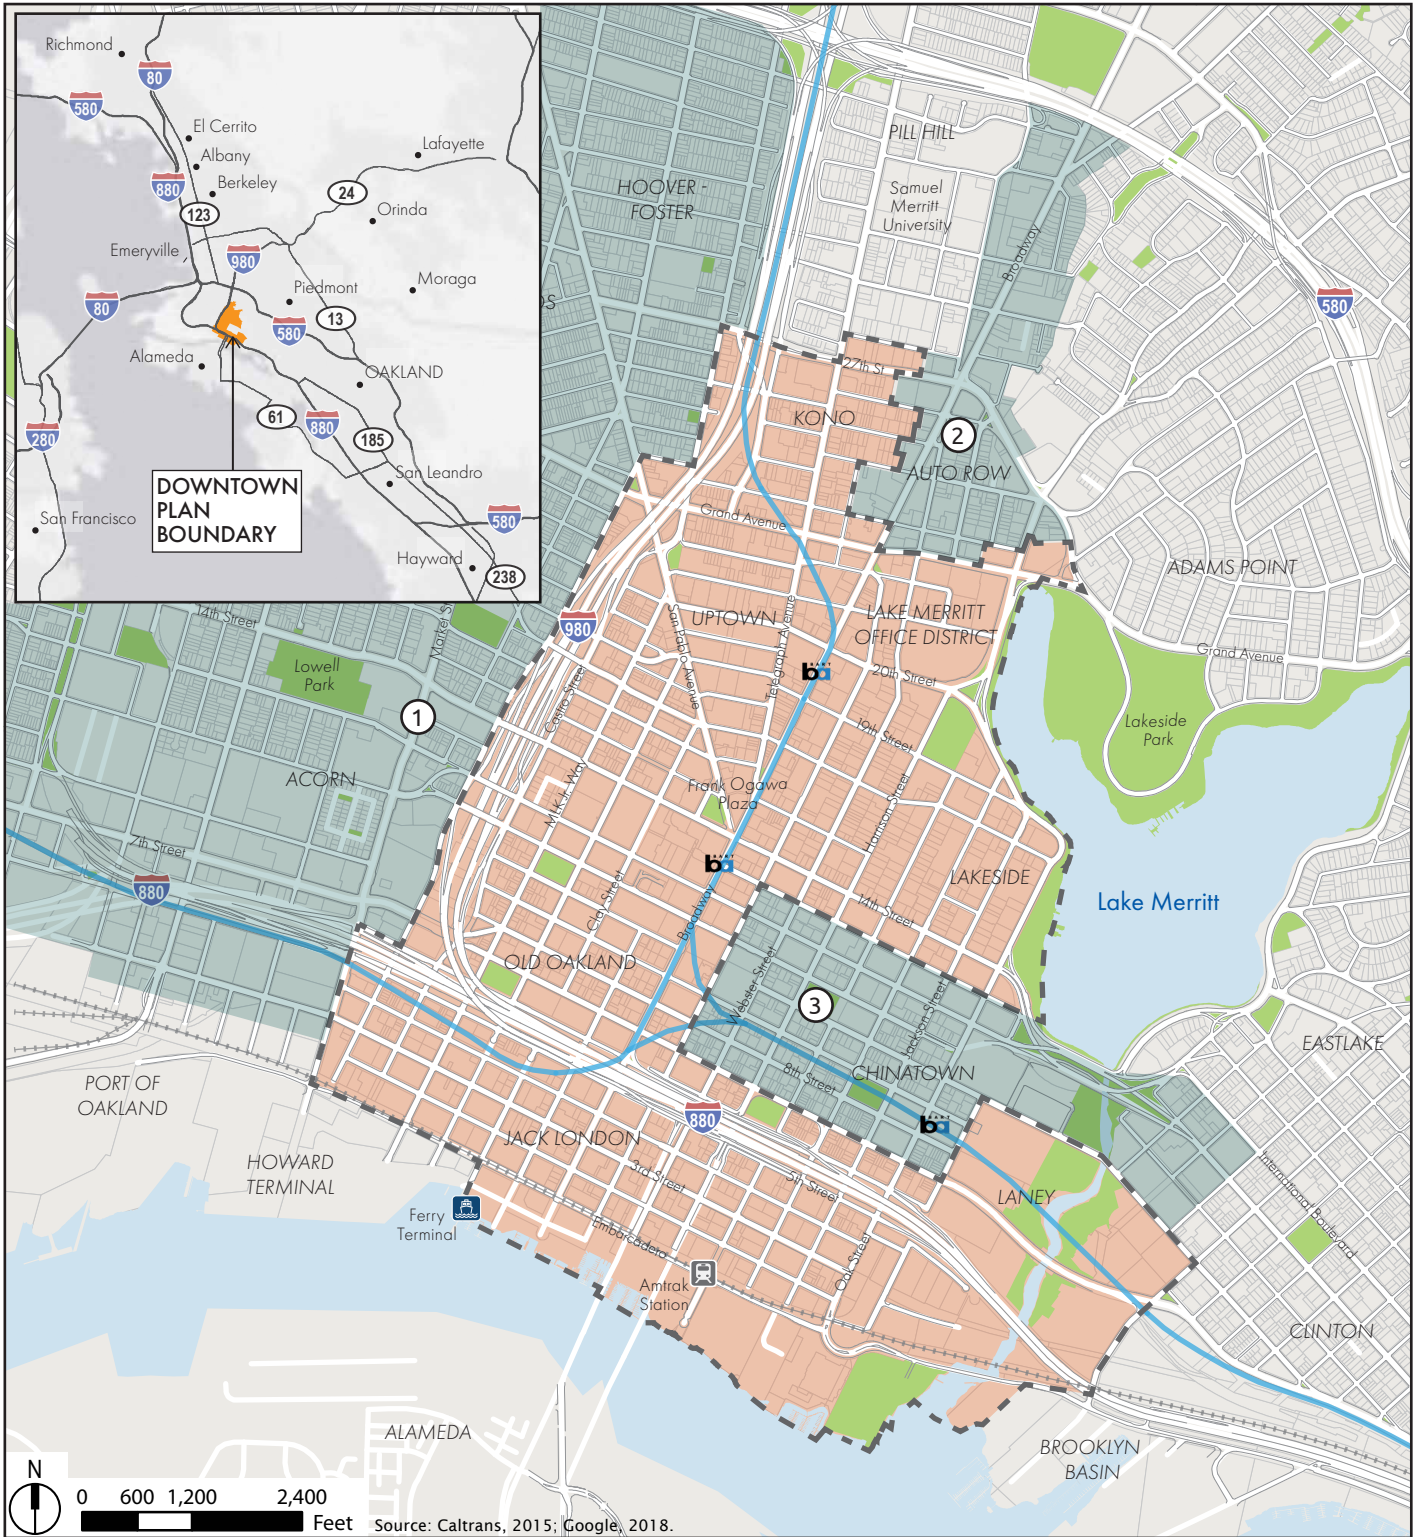 Richmond
80
580
El Cerrito
Albany
Lafayette
880
Berkeley
24
123
Orinda
Emeryville
980
Moraga
Piedmont
80
13
580
Alameda
OAKLAND
61
880
280
185
San Leandro
DOWNTOWN
PLAN
BOUNDARY
San Francisco
580
Hayward
238
PILL HILL
HOOVER -
FOSTER
Samuel
Merritt
University
Broadway
580
OS
27th St
KONO
2
AUTO ROW
Grand Avenue
ADAMS POINT
14th Street
Market St
980
San Pablo Avenue
UPTOWN
Telegraph Avenue
LAKE MERRITT
OFFICE DISTRICT
Grand Avenue
Lowell
Park
BART
ba
20th Street
1
Castro Street
19th Street
Lakeside
Park
ACORN
MLK Jr. Way
Frank Ogawa
Plaza
Harrison Street
7th Street
BART
ba
880
LAKESIDE
Lake Merritt
Clay Street
Broadway
14th Street
OLD OAKLAND
Webster Street
3
Jackson Street
EASTLAKE
8th Street
CHINATOWN
PORT OF
OAKLAND
BART
ba
880
JACK LONDON
HOWARD
TERMINAL
3rd Street
5th Street
LANEY
International Boulevard
Ferry
Terminal
Embarcadero
Oak Street
Amtrak
Station
CLINTON
ALAMEDA
BROOKLYN
BASIN
N
0 600 1,200 2,400
Feet
Source: Caltrans, 2015; Google, 2018.